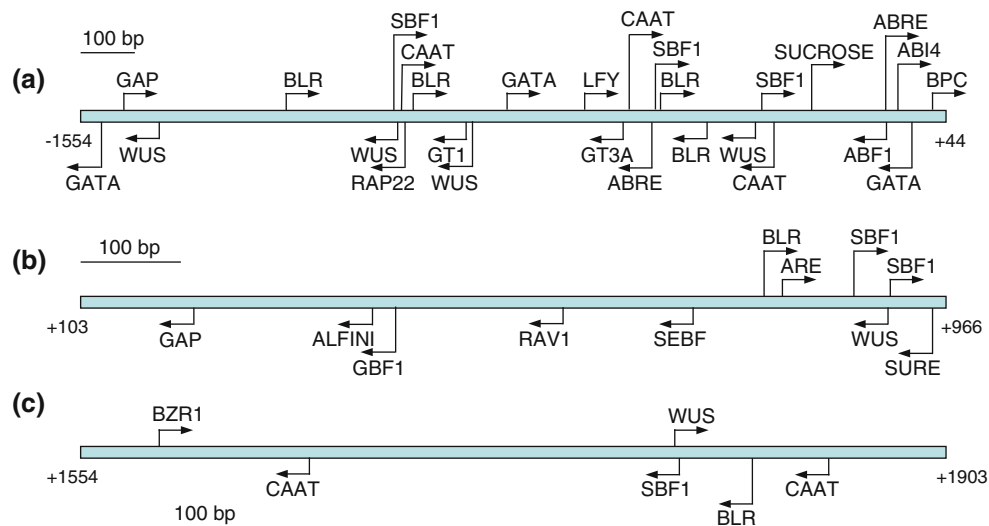 SBF1
CAAT
ABRE
100 bp
CAAT
SBF1
SUCROSE
ABI4
(a)
GAP
BLR
BLR
GATA
LFY
BLR
SBF1
BPC
-1554
+44
WUS
WUS
GT1
GT3A
BLR
WUS
ABF1
GATA
RAP22
WUS
ABRE
CAAT
GATA
(b)
100 bp
BLR
SBF1
ARE
SBF1
+103
+966
GAP
ALFINI
RAV1
SEBF
WUS
GBF1
SURE
(c)
BZR1
WUS
+1554
+1903
CAAT
SBF1
CAAT
100 bp
BLR